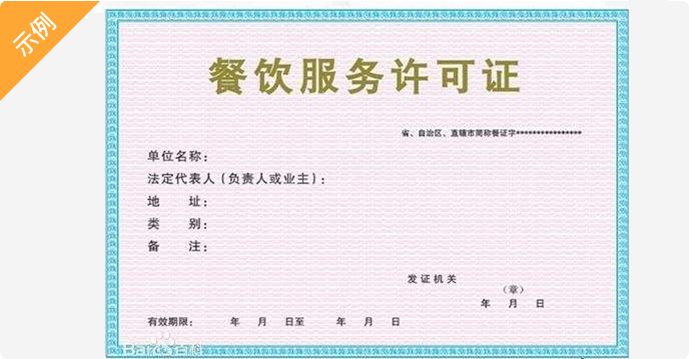 示例
餐饮服务许可证
省、自治区、直辖市简称餐证字****************
单位名称：
法定代表人（负责人或业主）：
地 址：
类 别：
备 注：
发证机关
（章）
年 月 日
有效期限： 年 月 日至 年 月 日
Baidu百科